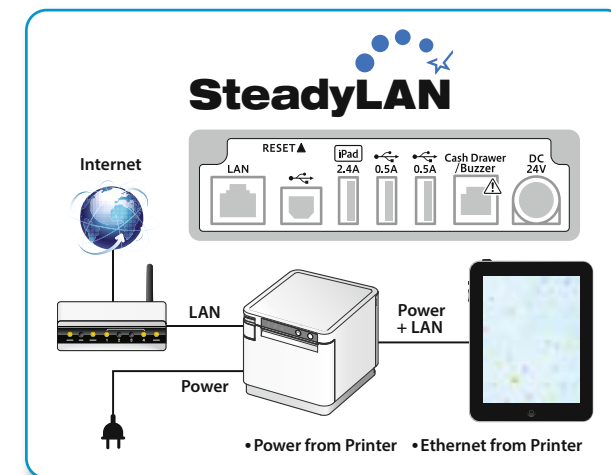 SteadyLAN
RESET▲
LAN
iPad
2.4A
0.5A
0.5A
Cash Drawer
/Buzzer
DC
24V
Internet
LAN
Power
+ LAN
Power
• Power from Printer • Ethernet from Printer